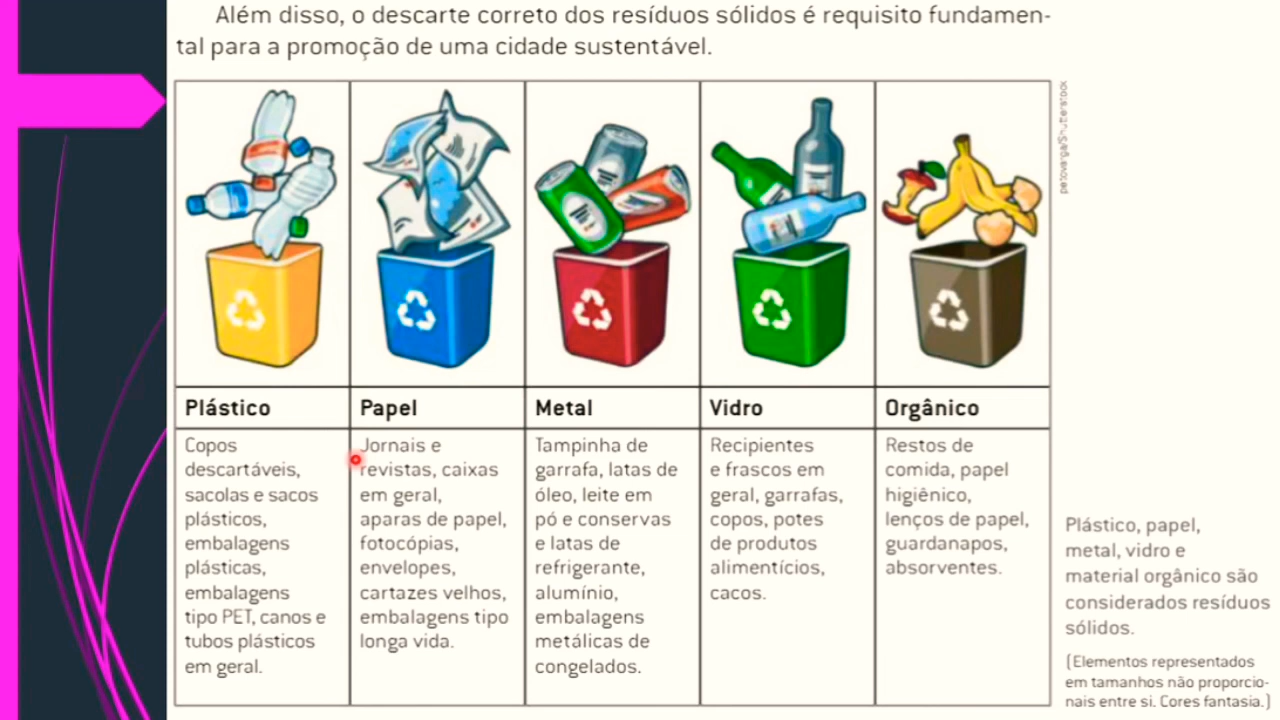 Além disso, o descarte correto dos resíduos sólidos é requisito fundamen-
tal para a promoção de uma cidade sustentável.
petovarga/Shutterstock
Plástico
Copos
descartáveis,
sacolas e sacos
plásticos,
embalagens
plásticas,
embalagens
tipo PET, canos e
tubos plásticos
em geral.
Papel
Jornais e
revistas, caixas
em geral,
aparas de papel,
fotocópias,
envelopes,
cartazes velhos,
embalagens tipo
longa vida.
Metal
Tampinha de
garrafa, latas de
óleo, leite em
pó e conservas
e latas de
refrigerante,
alumínio,
embalagens
metálicas de
congelados.
Vidro
Recipientes
e frascos em
geral, garrafas,
copos, potes
de produtos
alimentícios,
cacos.
Orgânico
Restos de
comida, papel
higiênico,
lenços de papel,
guardanapos,
absorventes.
Plástico, papel,
metal, vidro e
material orgânico são
considerados resíduos
sólidos.
(Elementos representados
em tamanhos não proporcio-
nais entre si. Cores fantasia.)